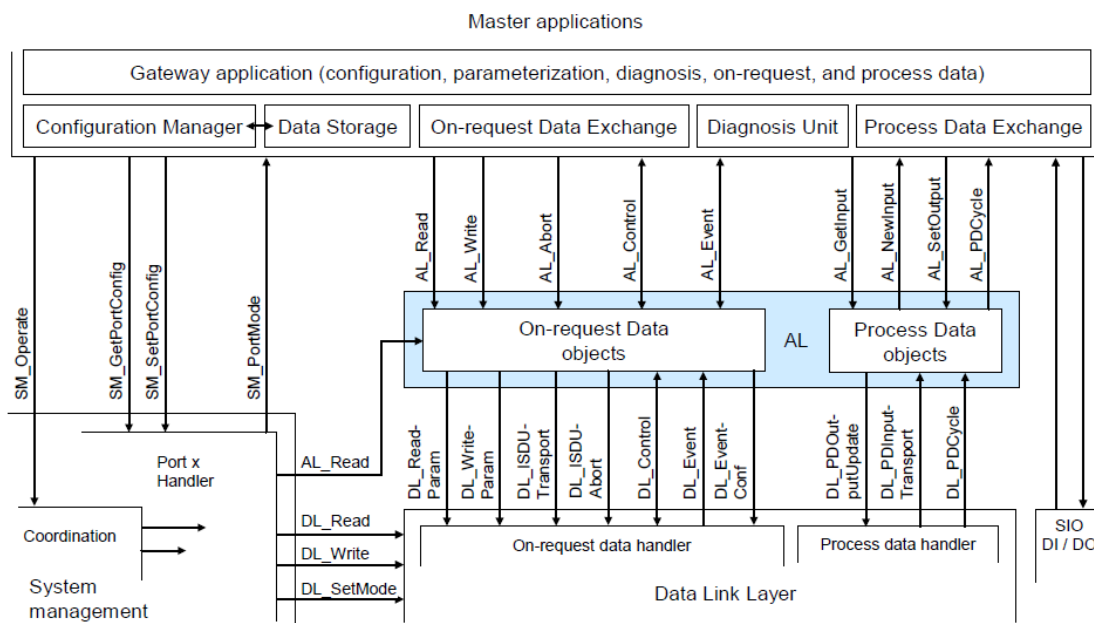 Master applications
Gateway application (configuration, parameterization, diagnosis, on-request, and process data)
Configuration Manager
Data Storage
On-request Data Exchange
Diagnosis Unit
Process Data Exchange
SM_Operate
SM_GetPortConfig
SM_SetPortConfig
SM_PortMode
AL_Read
AL_Write
AL_Abort
AL_Control
AL_Event
AL_GetInput
AL_NewInput
AL_SetOutput
AL_PDCycle
On-request Data
objects
AL
Process Data
objects
Port x
Handler
AL_Read
DL_Read-
Param
DL_Write-
Param
DL_ISDU-
Transport
DL_ISDU-
Abort
DL_Control
DL_Event
DL_Event-
Conf
DL_PDOut-
putUpdate
DL_PDInput-
Transport
DL_PDCycle
Coordination
DL_Read
DL_Write
DL_SetMode
On-request data handler
Process data handler
SIO
DI / DO
System
management
Data Link Layer